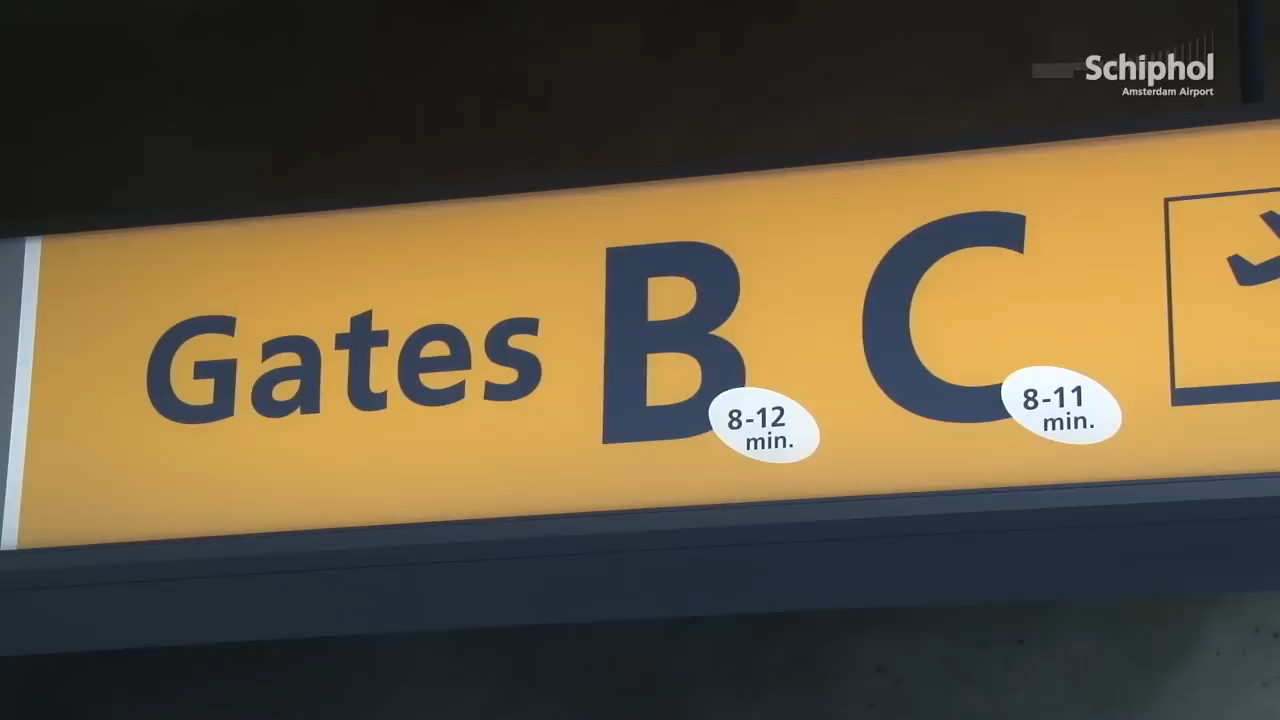 Schiphol
Amsterdam Airport
Gates B C
8-12
min.
8-11
min.